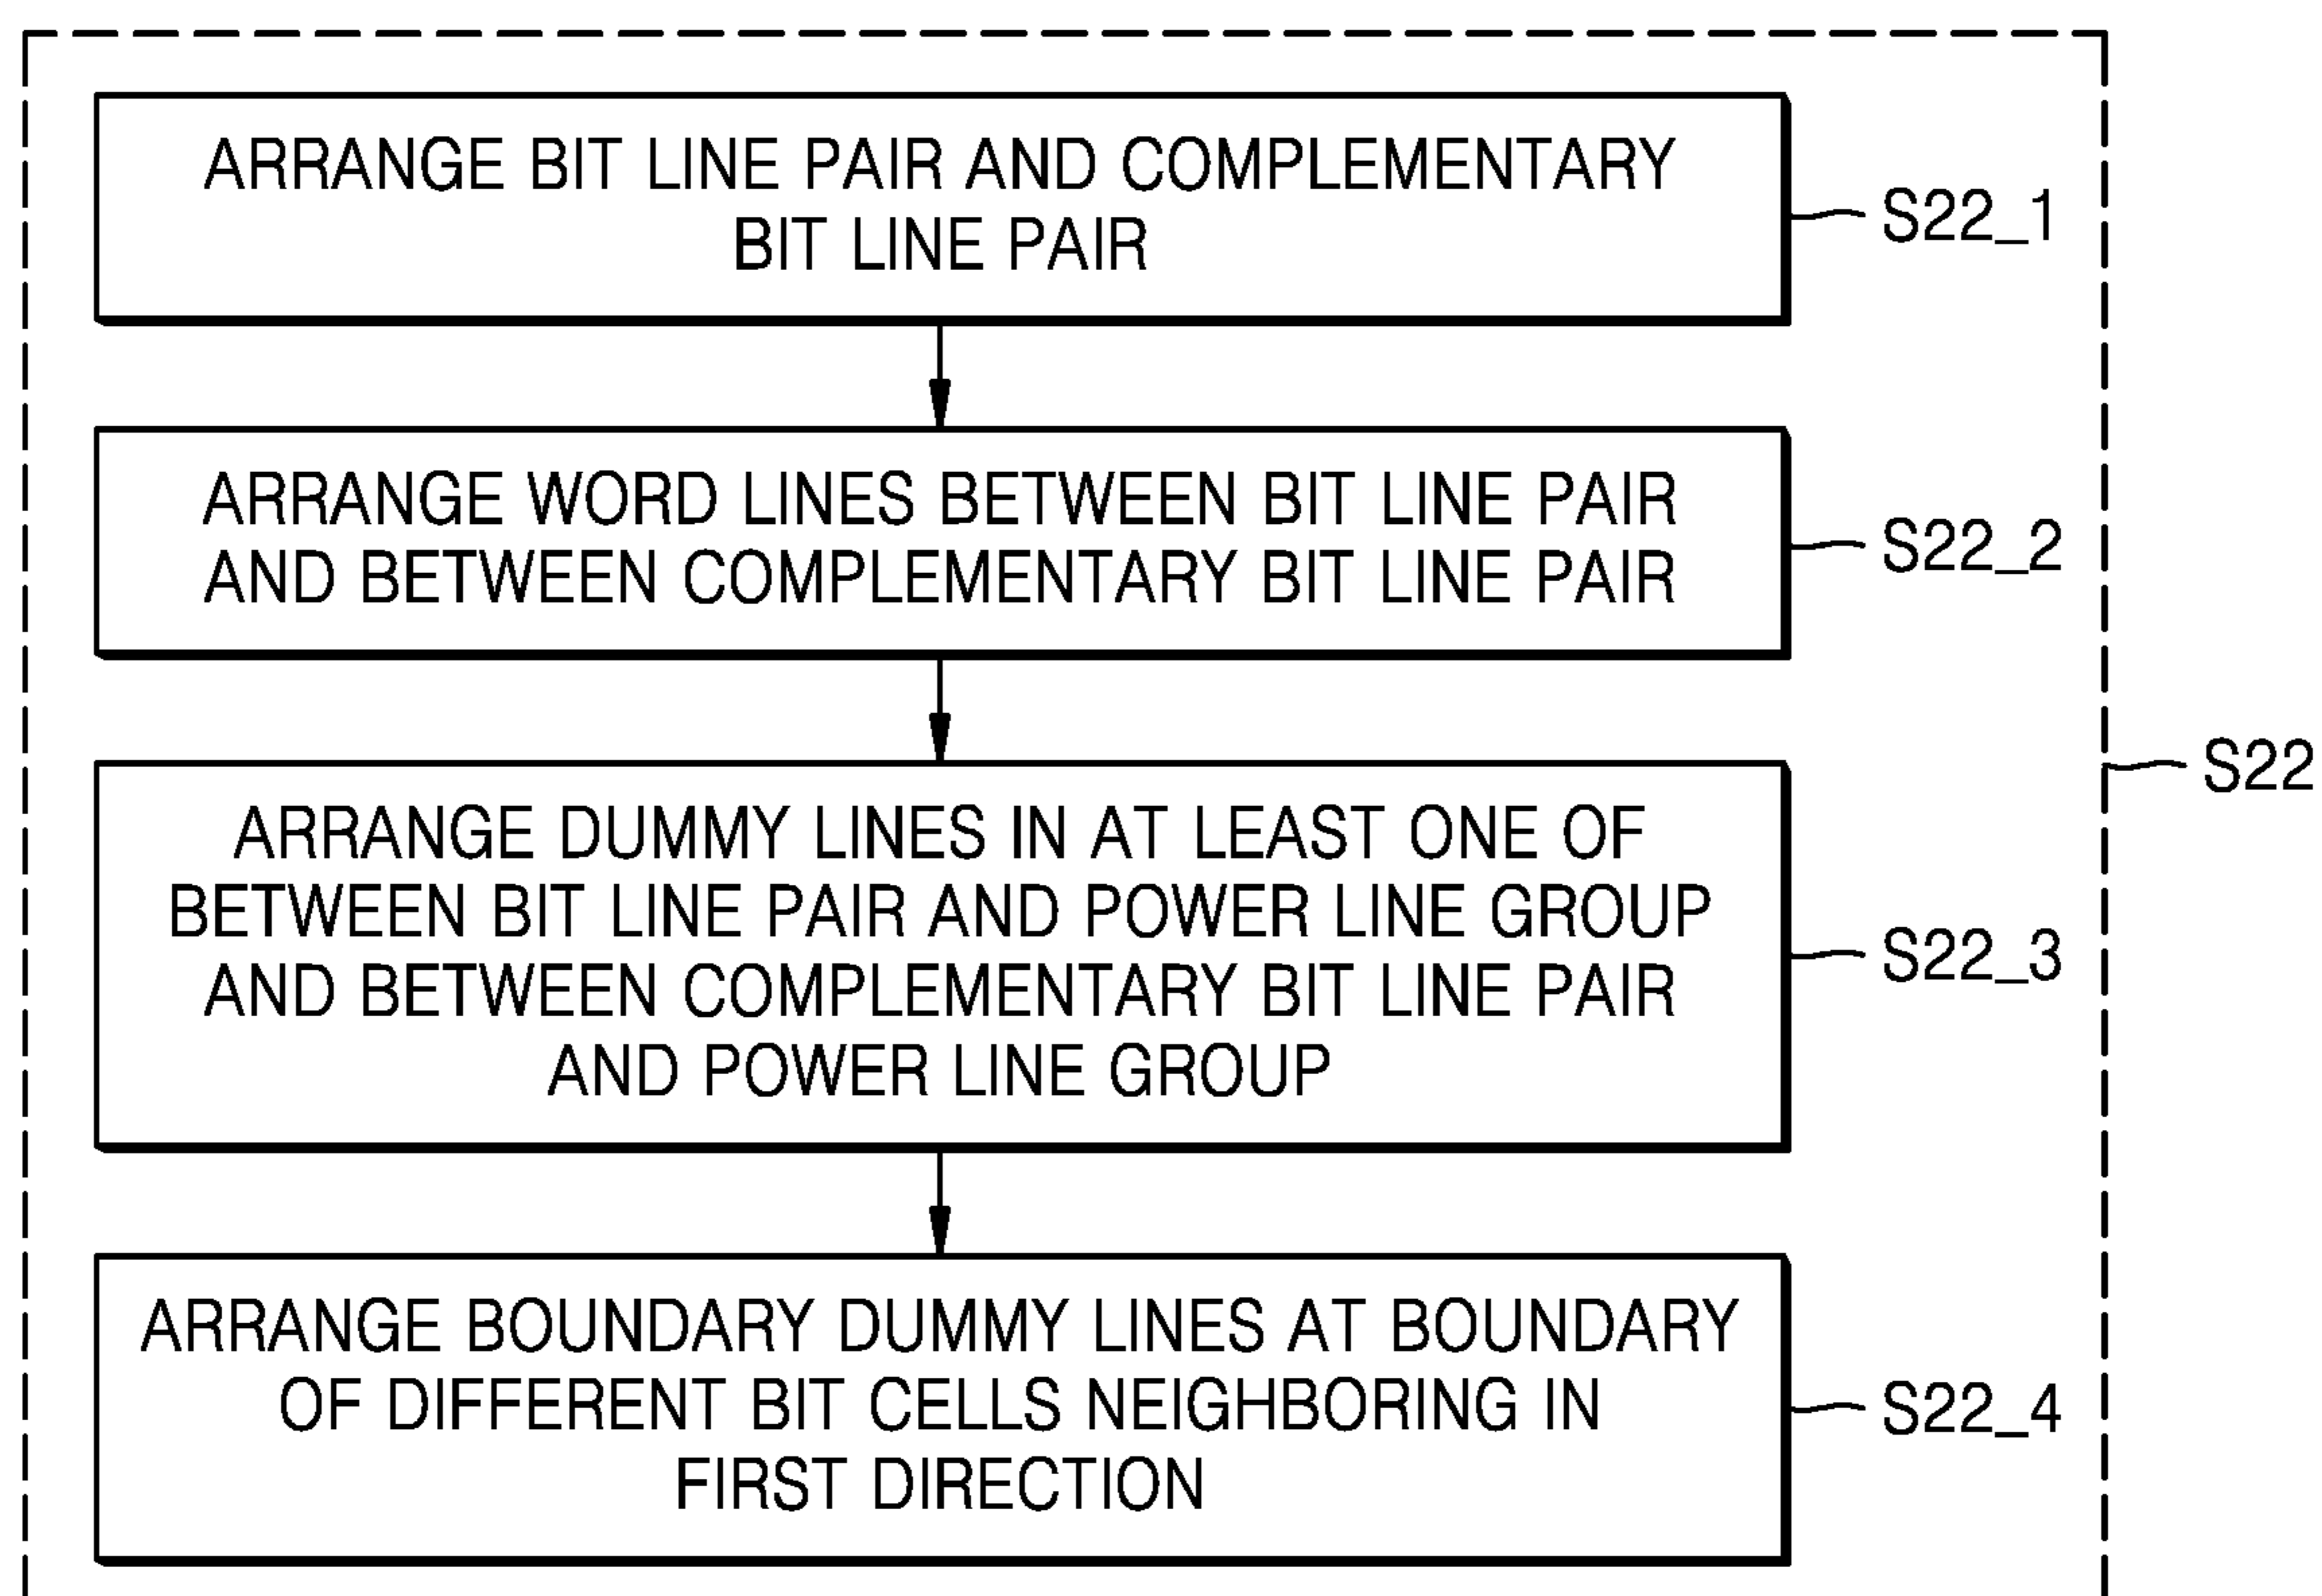 ARRANGE BIT LINE PAIR AND COMPLEMENTARY
BIT LINE PAIR
S22_1
ARRANGE WORD LINES BETWEEN BIT LINE PAIR
AND BETWEEN COMPLEMENTARY BIT LINE PAIR
S22_2
S22
ARRANGE DUMMY LINES IN AT LEAST ONE OF
BETWEEN BIT LINE PAIR AND POWER LINE GROUP
AND BETWEEN COMPLEMENTARY BIT LINE PAIR
AND POWER LINE GROUP
S22_3
ARRANGE BOUNDARY DUMMY LINES AT BOUNDARY
OF DIFFERENT BIT CELLS NEIGHBORING IN
FIRST DIRECTION
S22_4